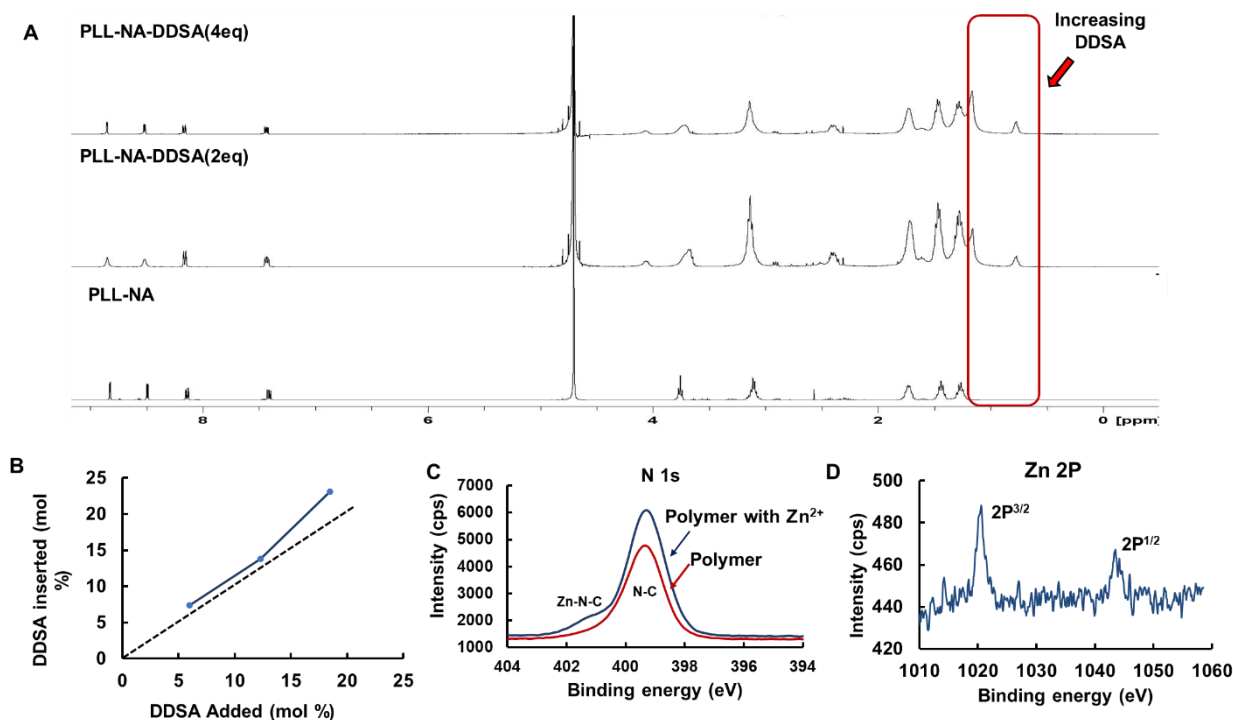 A
PLL-NA-DDSA(4eq)
Increasing
DDSA
PLL-NA-DDSA(2eq)
PLL-NA
8 6 4 2 0 [ppm]
B
DDSA inserted (mol
%)
25
20
15
10
5
0
0 5 10 15 20 25
DDSA Added (mol %)
C
N 1s
Intensity (cps)
7000
6000
5000
4000
3000
2000
1000
Polymer with Zn²⁺
Polymer
Zn-N-C
N-C
404 402 400 398 396 394
Binding energy (eV)
D
Zn 2P
Intensity (cps)
500
480
460
440
420
2P³/²
2P¹/²
1010 1020 1030 1040 1050 1060
Binding energy (eV)